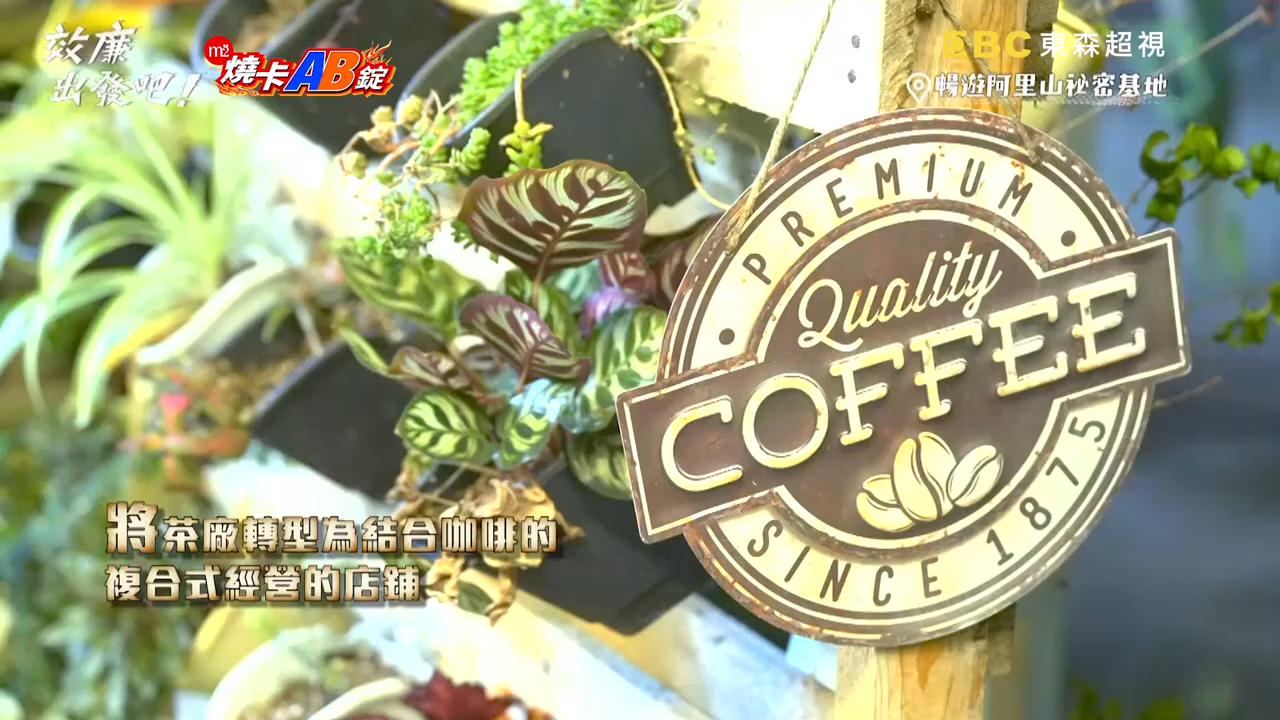 效廉
出發吧！
m2
燒卡AB錠
EBC 東森超視
暢遊阿里山祕密基地
PREMIUM
Quality
COFFEE
SINCE 1875
將茶廠轉型為結合咖啡的
複合式經營的店鋪